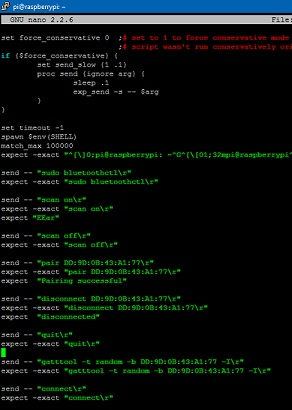 pi@raspberrypi: ~
GNU nano 2.2.6 File:
set force_conservative 0 ;# set to 1 to force conservative mode
;# script wasn't run conservatively or
if {$force_conservative} {
set send_slow {1 .1}
proc send {ignore arg} {
sleep .1
exp_send -s -- $arg
}
}
set timeout -1
spawn $env(SHELL)
match_max 100000
expect -exact "^[\]0;pi@raspberrypi: ~^G^[\[01;32mpi@raspberrypi
send -- "sudo bluetoothctl\r"
expect -exact "sudo bluetoothctl\r"
send -- "scan on\r"
expect -exact "scan on\r"
expect "EEar"
send -- "scan off\r"
expect -exact "scan off\r"
send -- "pair DD:9D:0B:43:A1:77\r"
expect -exact "pair DD:9D:0B:43:A1:77\r"
expect "Pairing successful"
send -- "disconnect DD:9D:0B:43:A1:77\r"
expect -exact "disconnect DD:9D:0B:43:A1:77\r"
expect "disconnected"
send -- "quit\r"
expect -exact "quit\r"
send -- "gatttool -t random -b DD:9D:0B:43:A1:77 -I\r"
expect -exact "gatttool -t random -b DD:9D:0B:43:A1:77 -I\r"
send -- "connect\r"
expect -exact "connect\r"